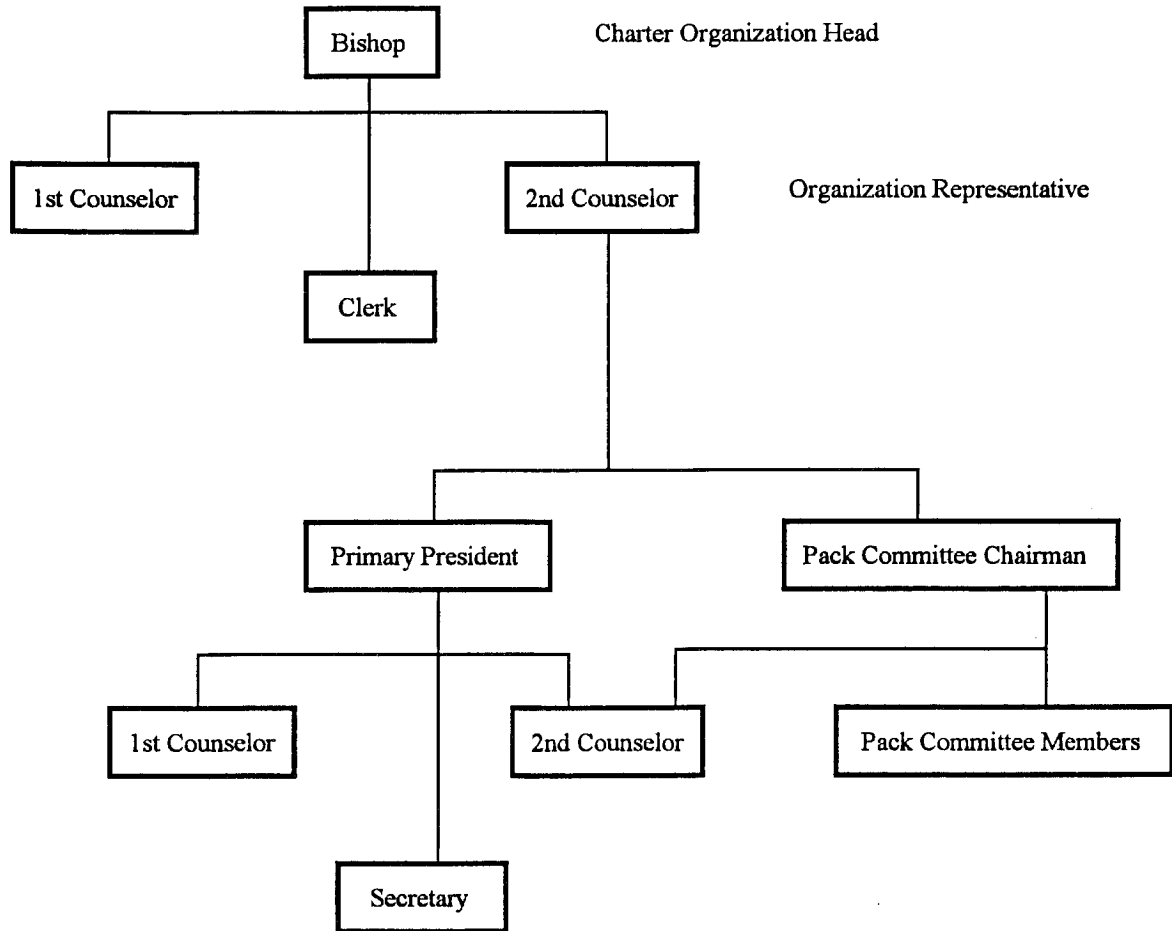 Bishop
Charter Organization Head
1st Counselor
2nd Counselor
Organization Representative
Clerk
Primary President
Pack Committee Chairman
1st Counselor
2nd Counselor
Pack Committee Members
Secretary